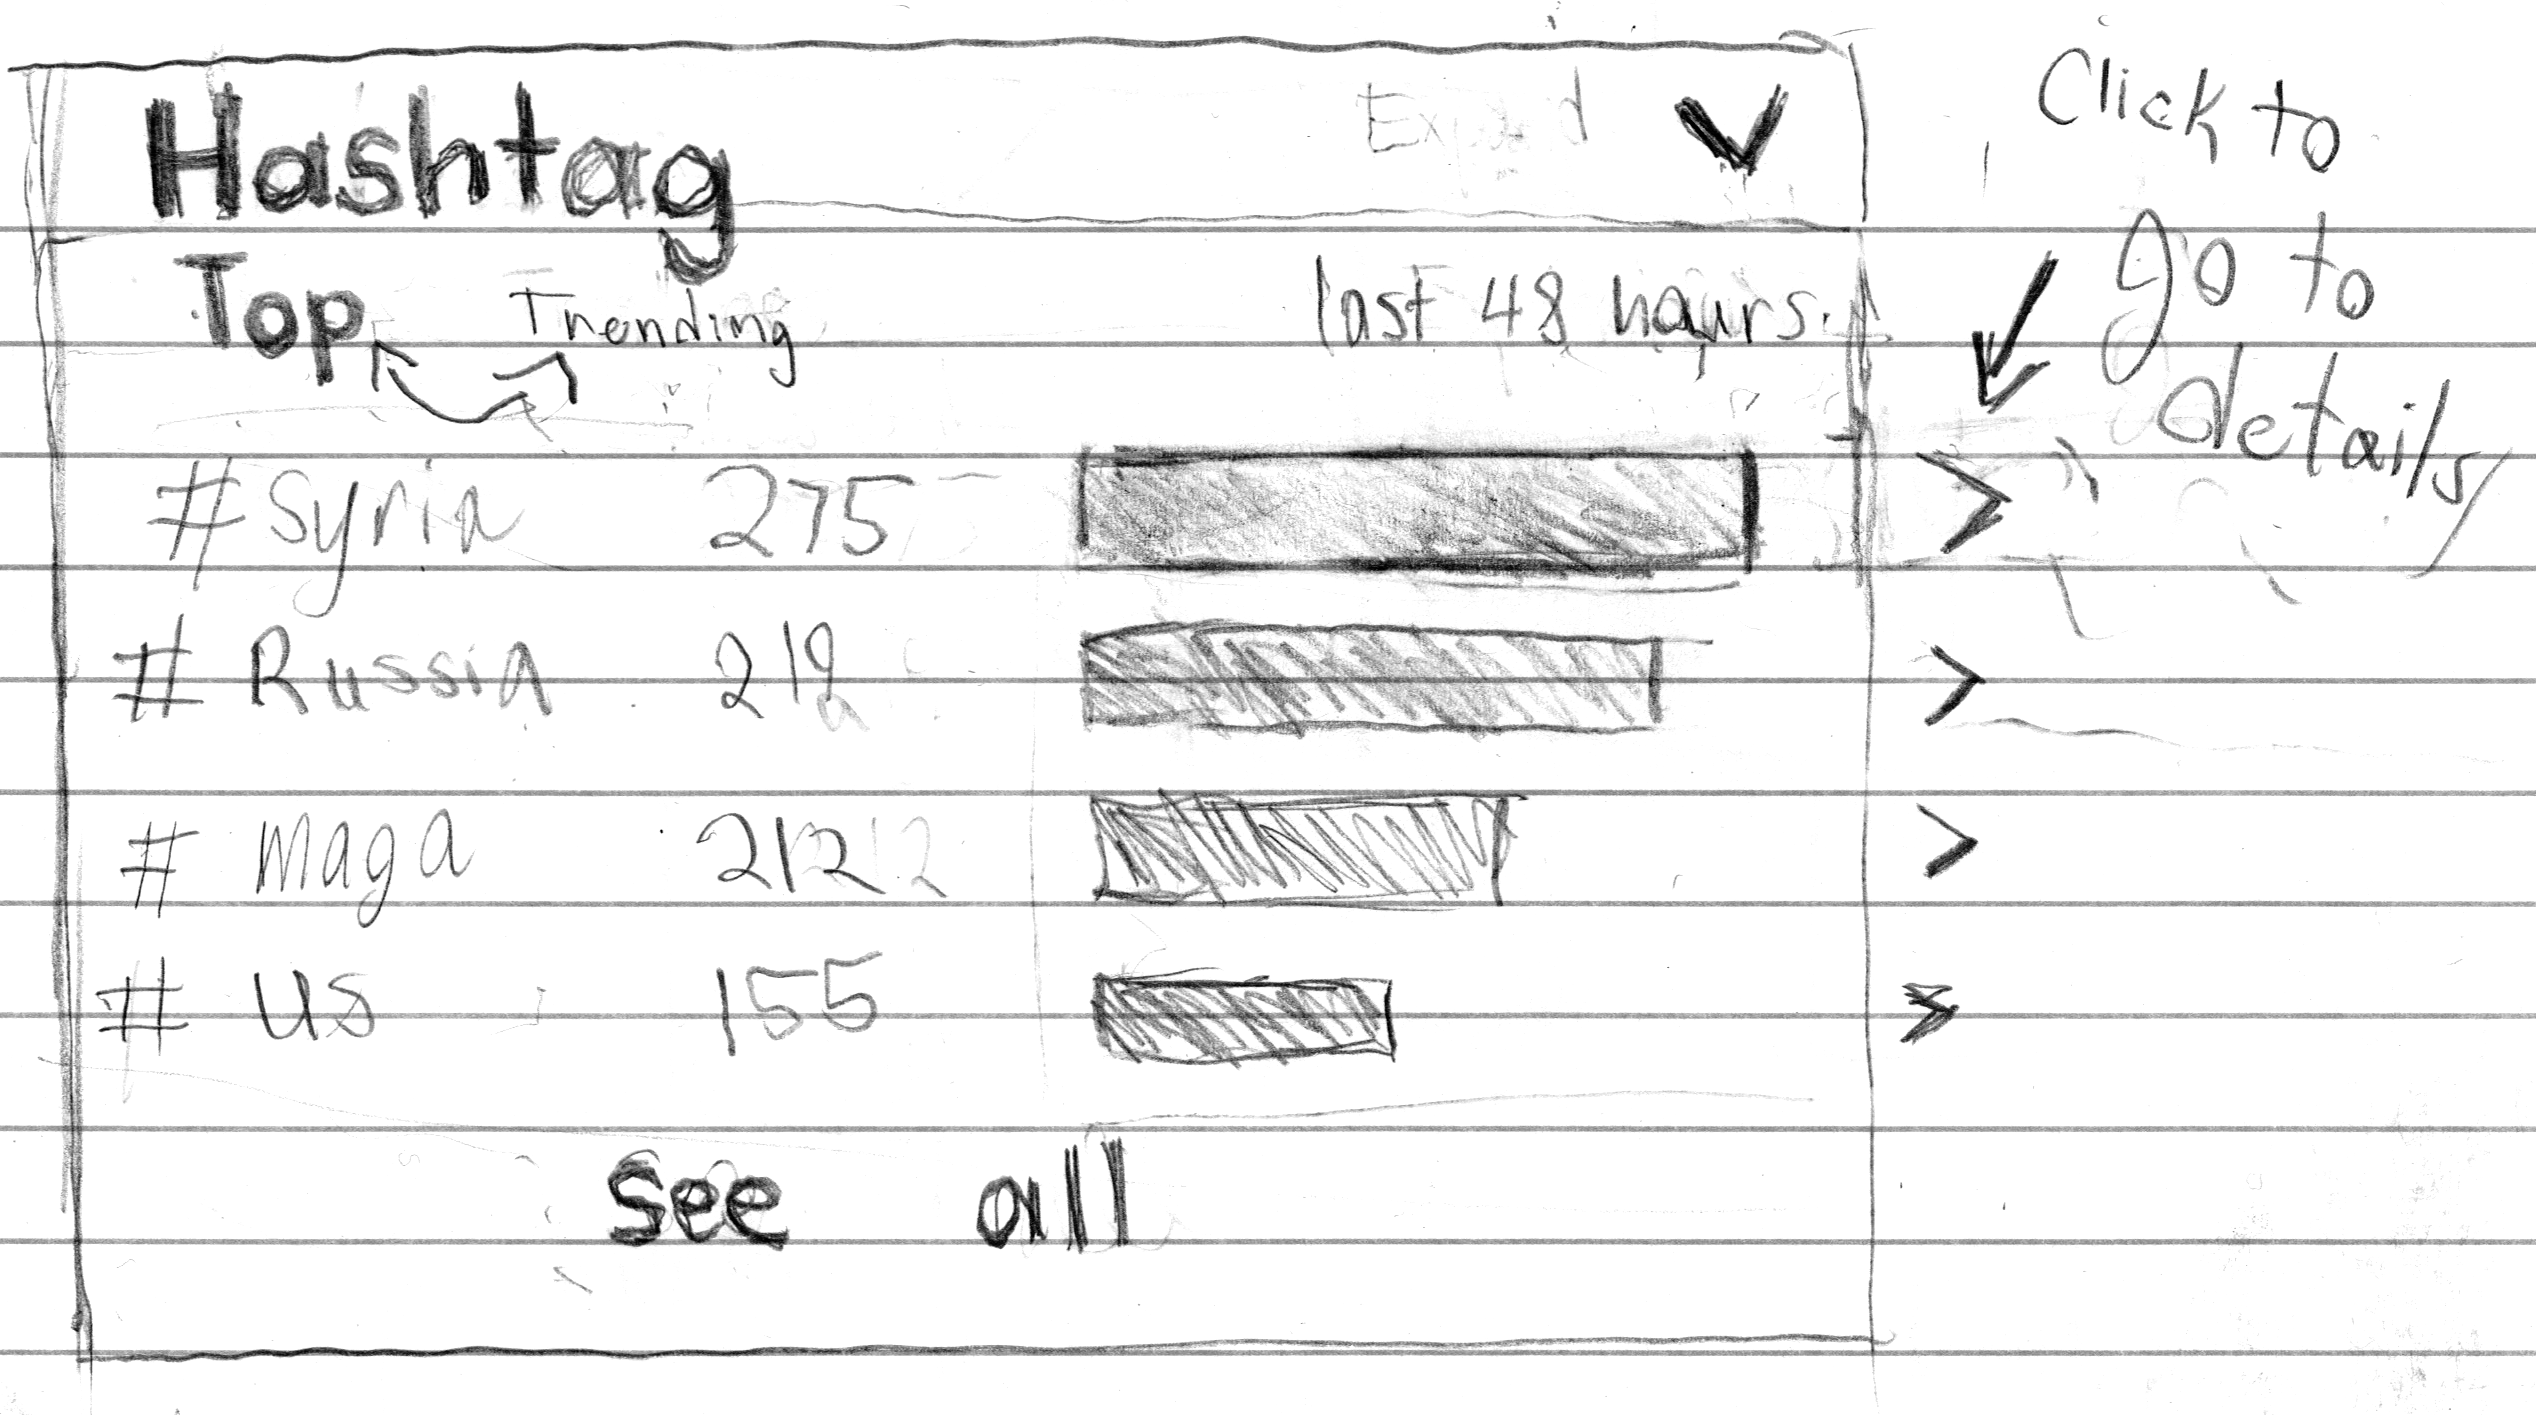 Hashtag Expand
Top Trending last 48 hours.
#Syria 275
# Russia 212
# maga 212
# us 155
see all
Click to
go to
details